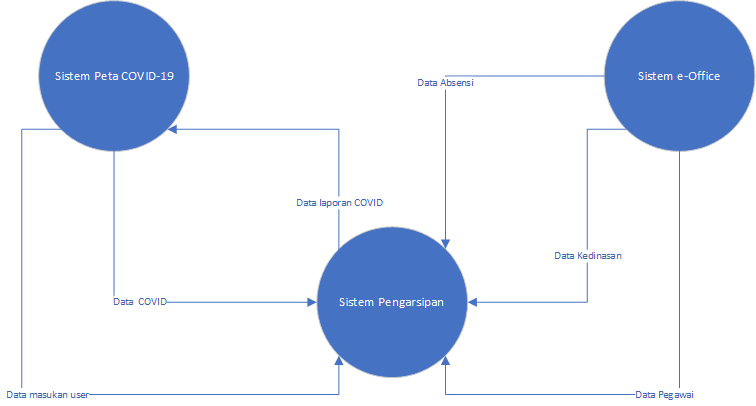 Sistem Peta COVID-19
Sistem e-Office
Data Absensi
Data laporan COVID
Data Kedinasan
Sistem Pengarsipan
Data COVID
Data masukan user
Data Pegawai